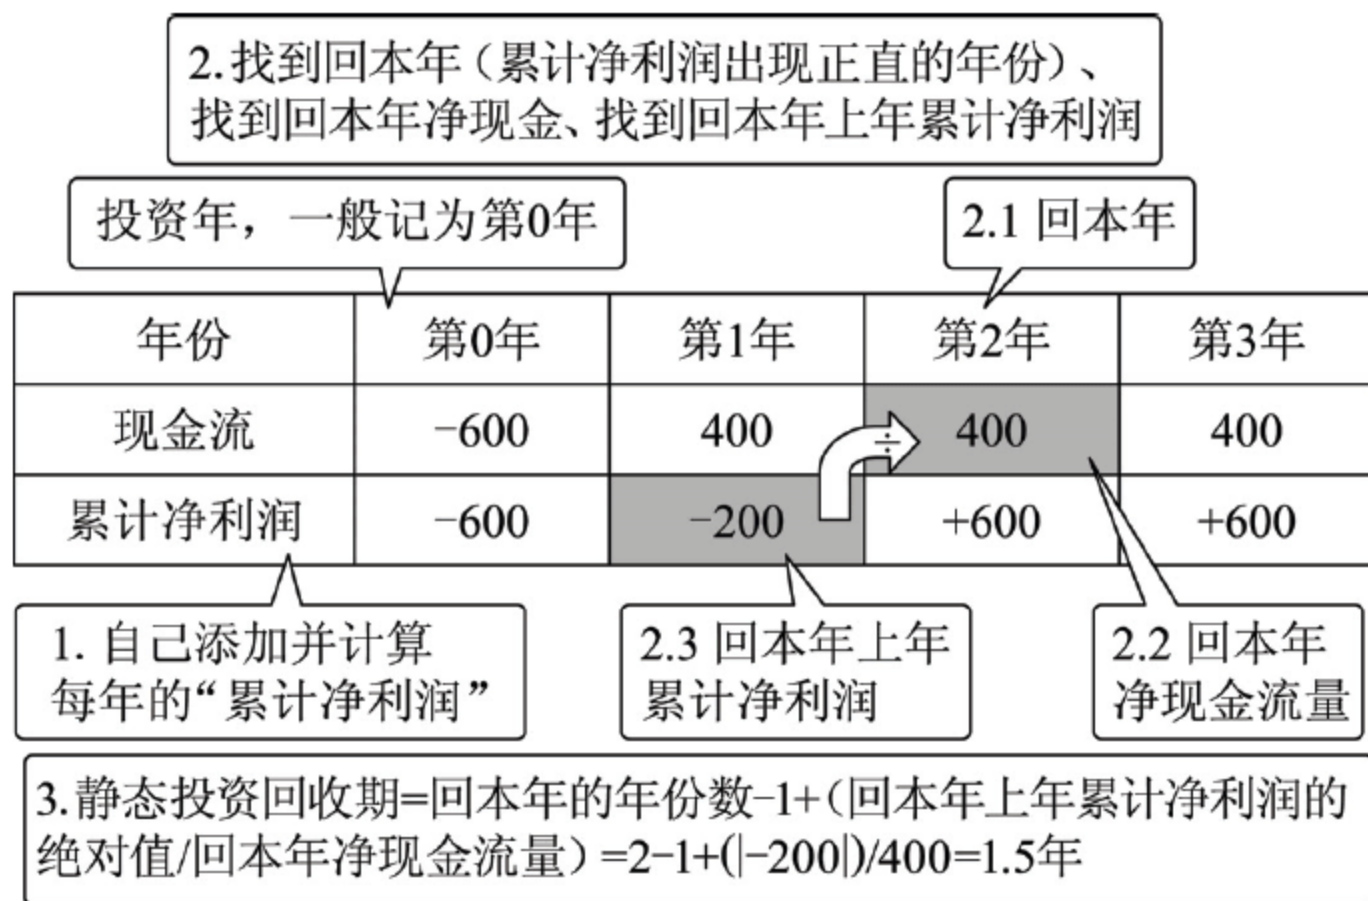 2.找到回本年（累计净利润出现正直的年份）、
找到回本年净现金、找到回本年上年累计净利润
投资年，一般记为第0年
2.1 回本年
年份 第0年 第1年 第2年 第3年
现金流 -600 400 ÷ 400 400
累计净利润 -600 -200 +600 +600
1. 自己添加并计算
每年的“累计净利润”
2.3 回本年上年
累计净利润
2.2 回本年
净现金流量
3.静态投资回收期=回本年的年份数-1+（回本年上年累计净利润的
绝对值/回本年净现金流量）=2-1+(|-200|)/400=1.5年